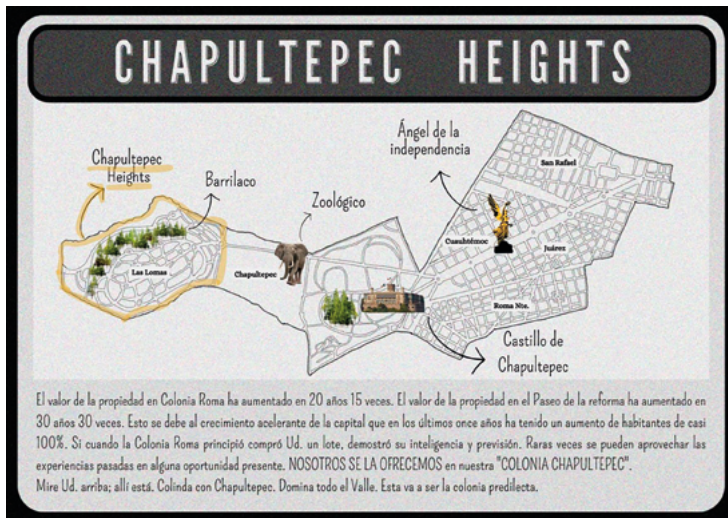 CHAPULTEPEC HEIGHTS
Ángel de la
independencia
San Rafael
Chapultepec
Heights
Barrilaco
Zoológico
Cuauhtémoc
Juárez
Las Lomas
Chapultepec
Roma Nte.
Castillo de
Chapultepec
El valor de la propiedad en Colonia Roma ha aumentado en 20 años 15 veces. El valor de la propiedad en el Paseo de la reforma ha aumentado en
30 años 30 veces. Esto se debe al crecimiento acelerante de la capital que en los últimos once años ha tenido un aumento de habitantes de casi
100%. Si cuando la Colonia Roma principió compró Ud. un lote, demostró su inteligencia y previsión. Raras veces se pueden aprovechar las
experiencias pasadas en alguna oportunidad presente. NOSOTROS SE LA OFRECEMOS en nuestra "COLONIA CHAPULTEPEC".
Mire Ud. arriba; allí está. Colinda con Chapultepec. Domina todo el Valle. Esta va a ser la colonia predilecta.